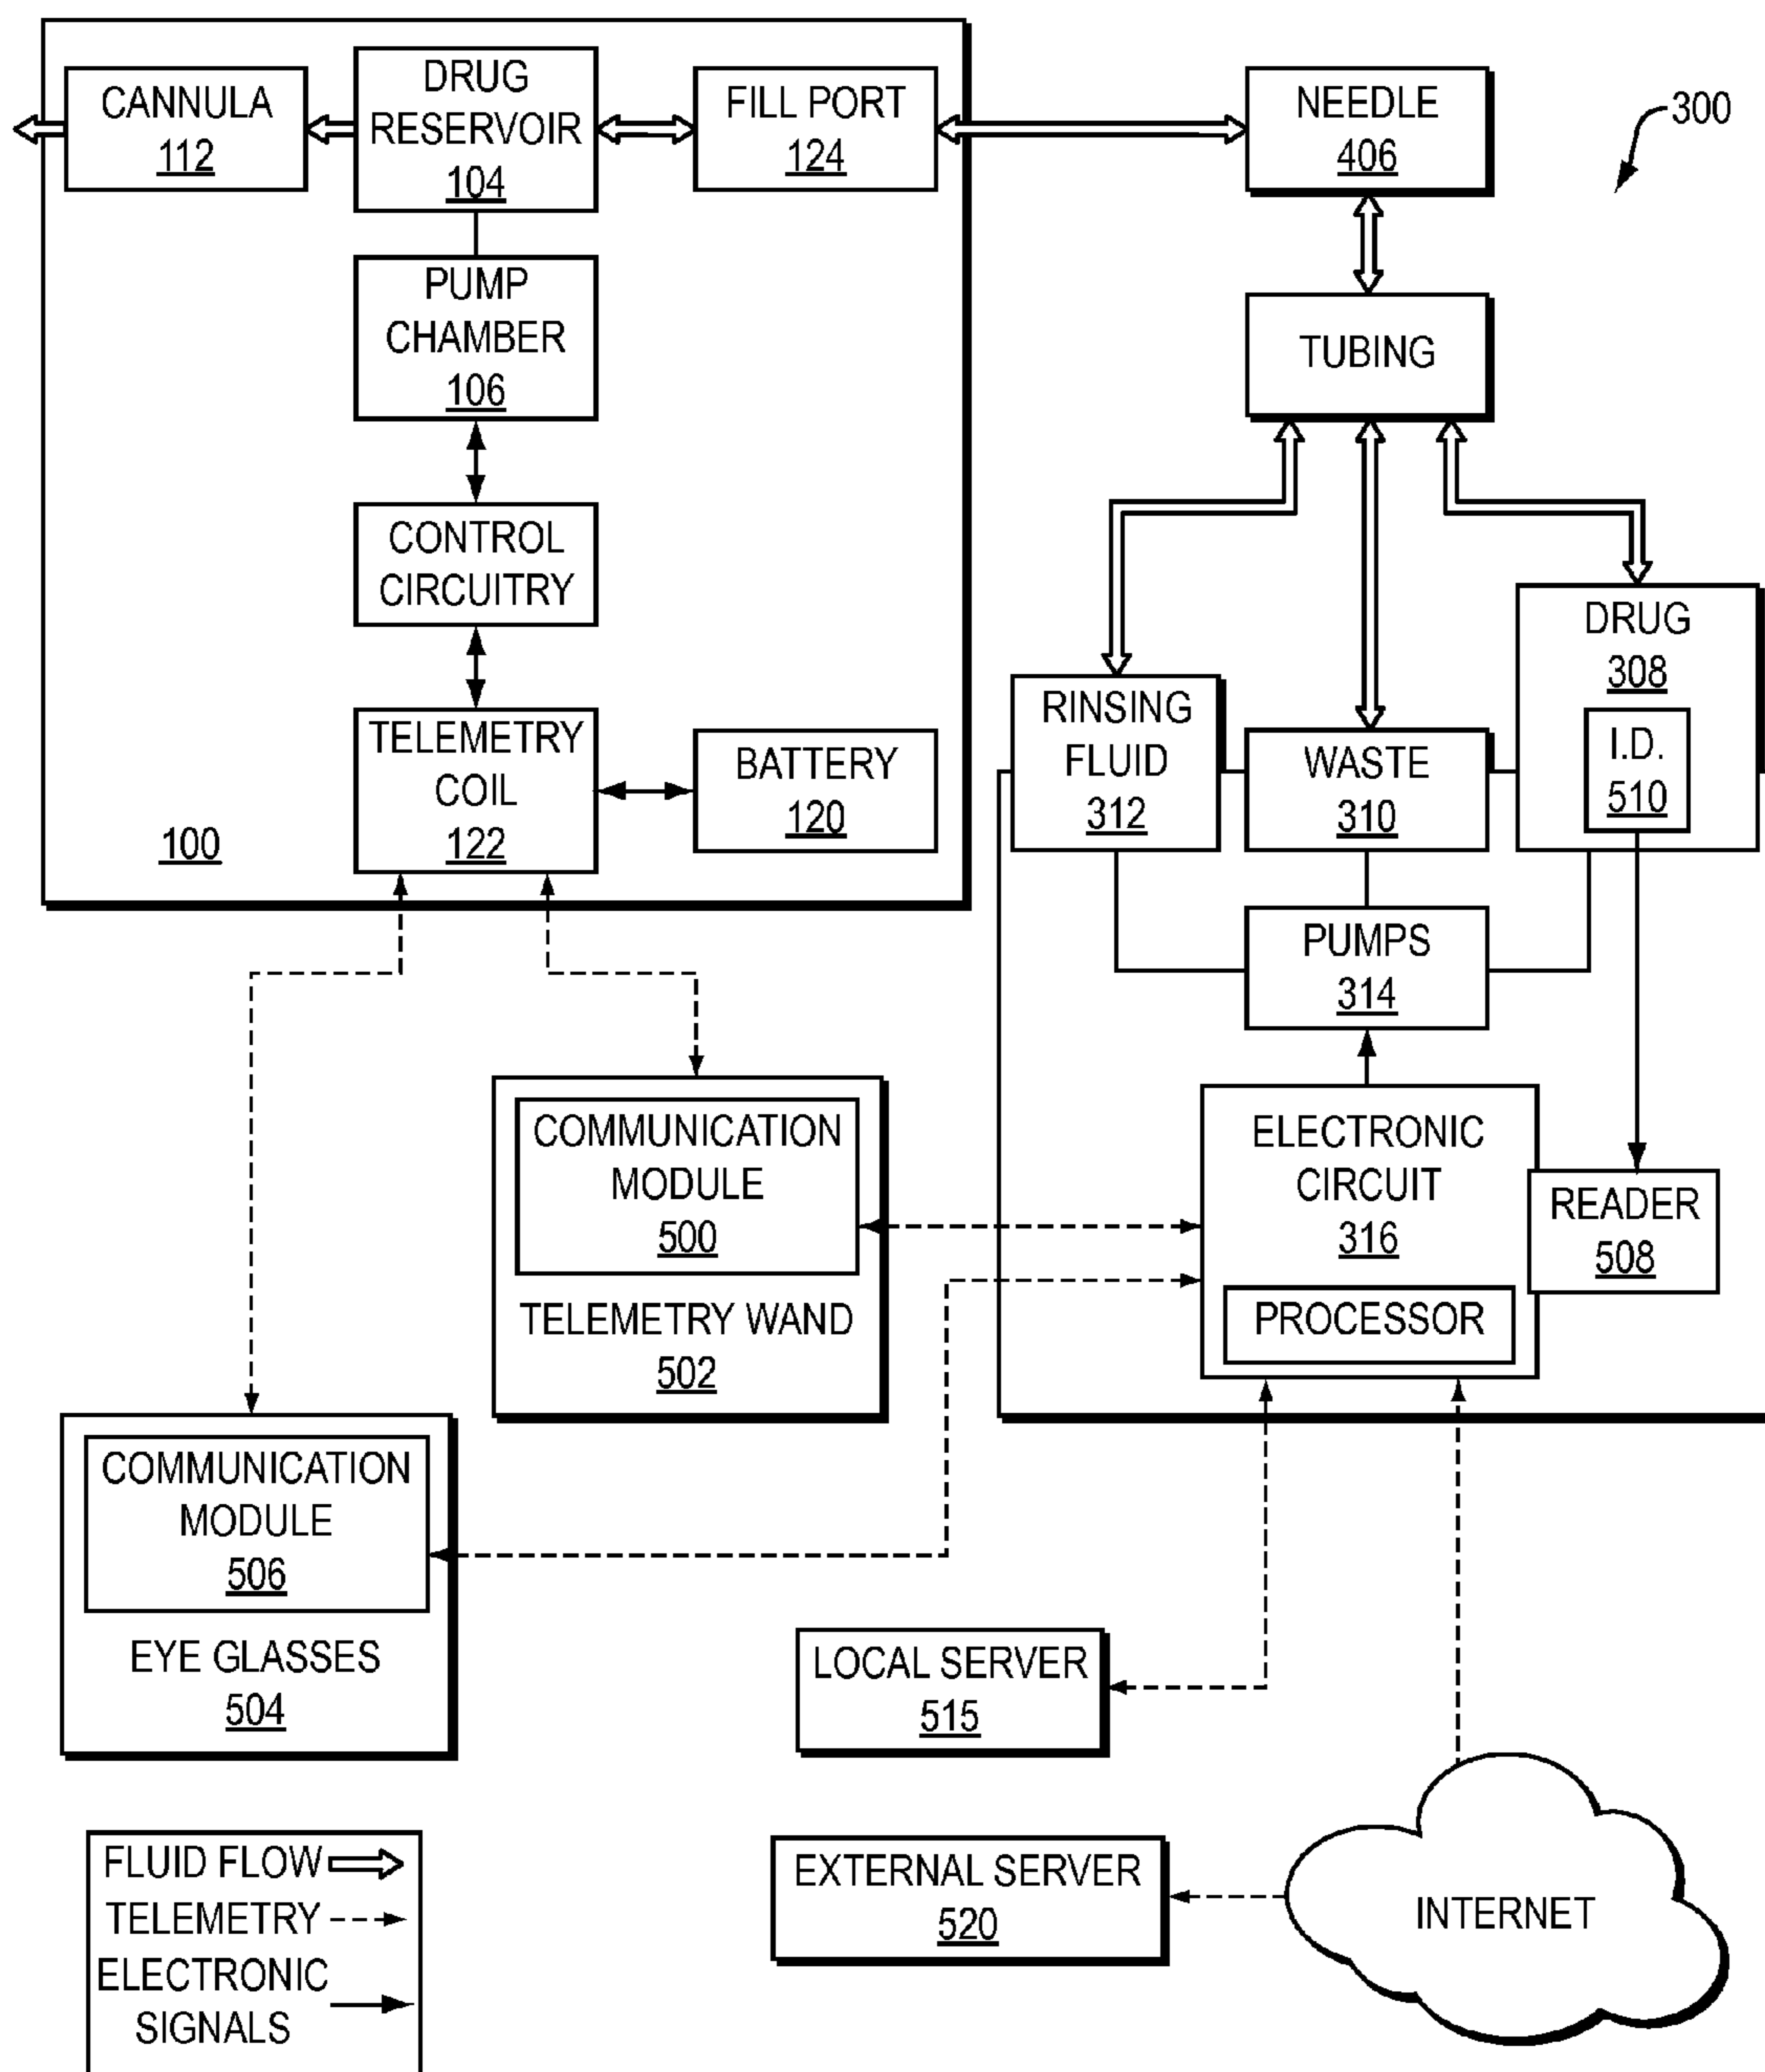 CANNULA
112
DRUG
RESERVOIR
104
FILL PORT
124
NEEDLE
406
300
PUMP
CHAMBER
106
TUBING
CONTROL
CIRCUITRY
TELEMETRY
COIL
122
BATTERY
120
100
RINSING
FLUID
312
WASTE
310
DRUG
308
I.D.
510
PUMPS
314
COMMUNICATION
MODULE
500
TELEMETRY WAND
502
ELECTRONIC
CIRCUIT
316
PROCESSOR
READER
508
COMMUNICATION
MODULE
506
EYE GLASSES
504
LOCAL SERVER
515
EXTERNAL SERVER
520
INTERNET
FLUID FLOW
TELEMETRY
ELECTRONIC
SIGNALS